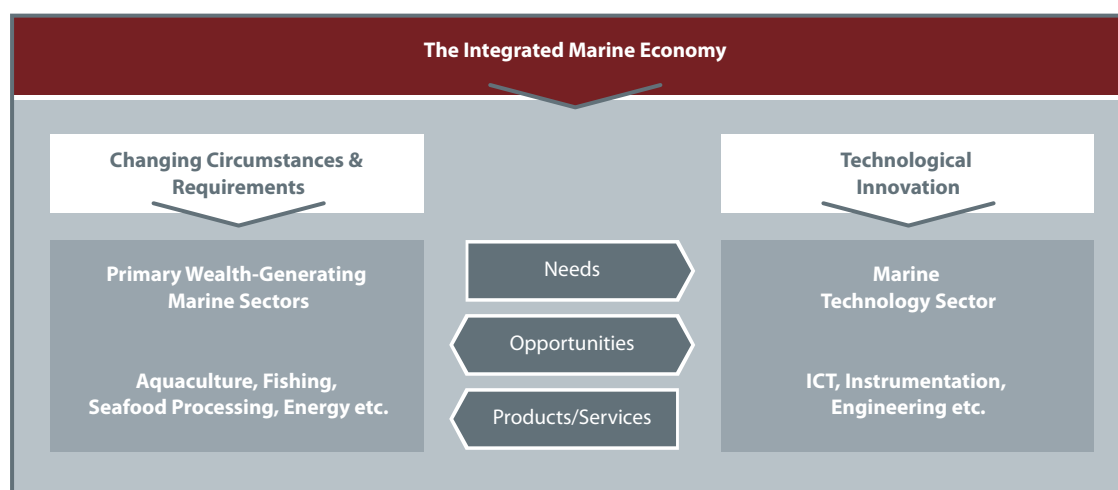 The Integrated Marine Economy
Changing Circumstances &
Requirements
Primary Wealth-Generating
Marine Sectors
Aquaculture, Fishing,
Seafood Processing, Energy etc.
Needs
Opportunities
Products/Services
Technological
Innovation
Marine
Technology Sector
ICT, Instrumentation,
Engineering etc.